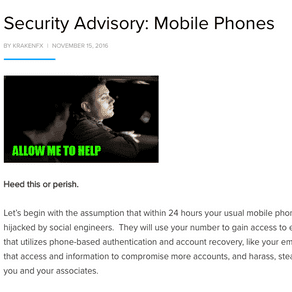 Security Advisory: Mobile Phones
BY KRAKENFX | NOVEMBER 15, 2016
ALLOW ME TO HELP
Heed this or perish.
Let's begin with the assumption that within 24 hours your usual mobile phon
hijacked by social engineers. They will use your number to gain access to e
that utilizes phone-based authentication and account recovery, like your em
that access and information to compromise more accounts, and harass, stea
you and your associates.